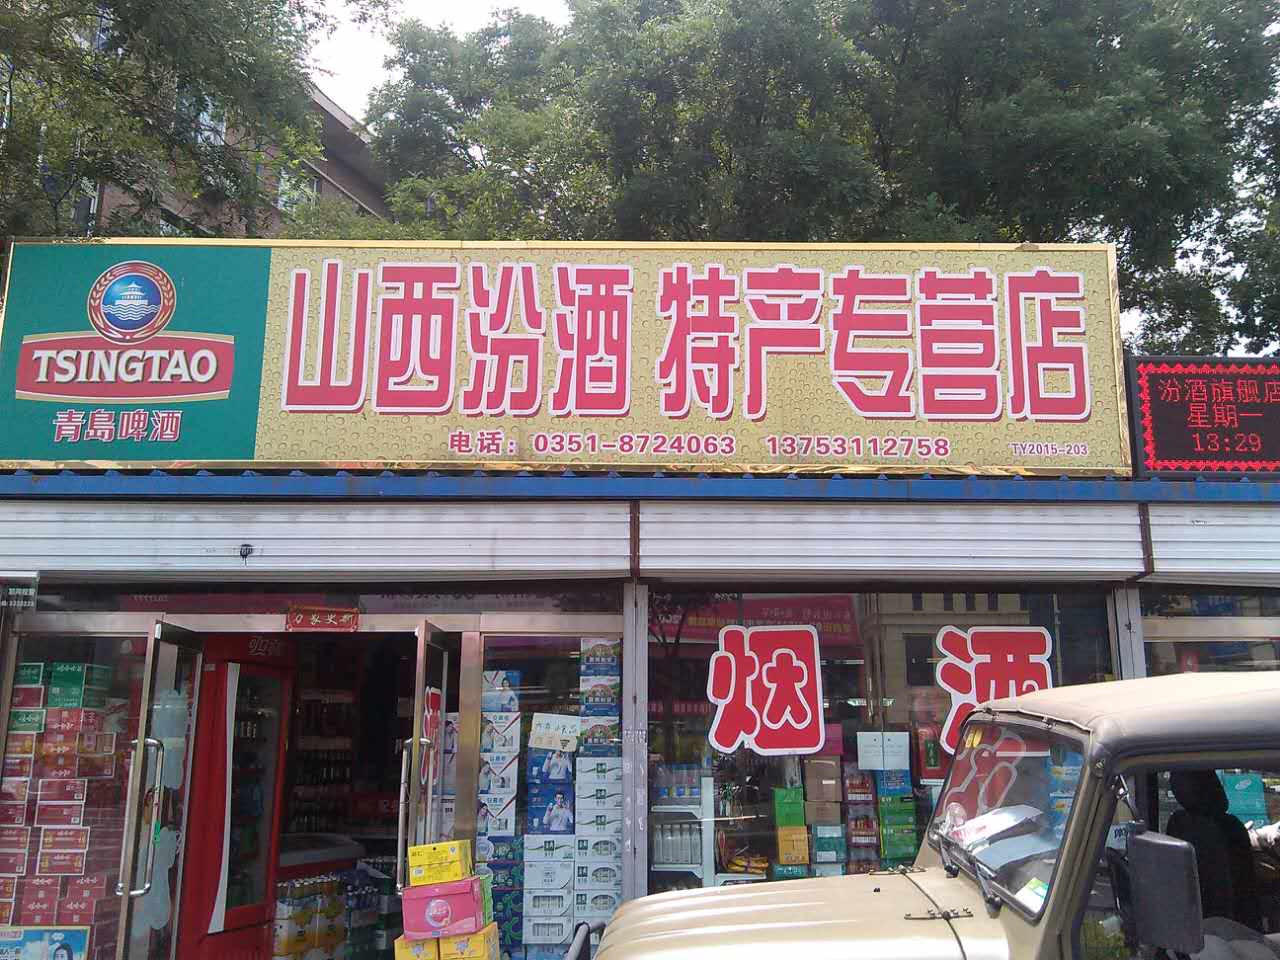 TSINGTAO
青島啤酒
山西汾酒 特产专营店
电话：0351-8724063 13753112758
TY2015-203
汾酒旗舰店
星期一
13:29
烟 酒